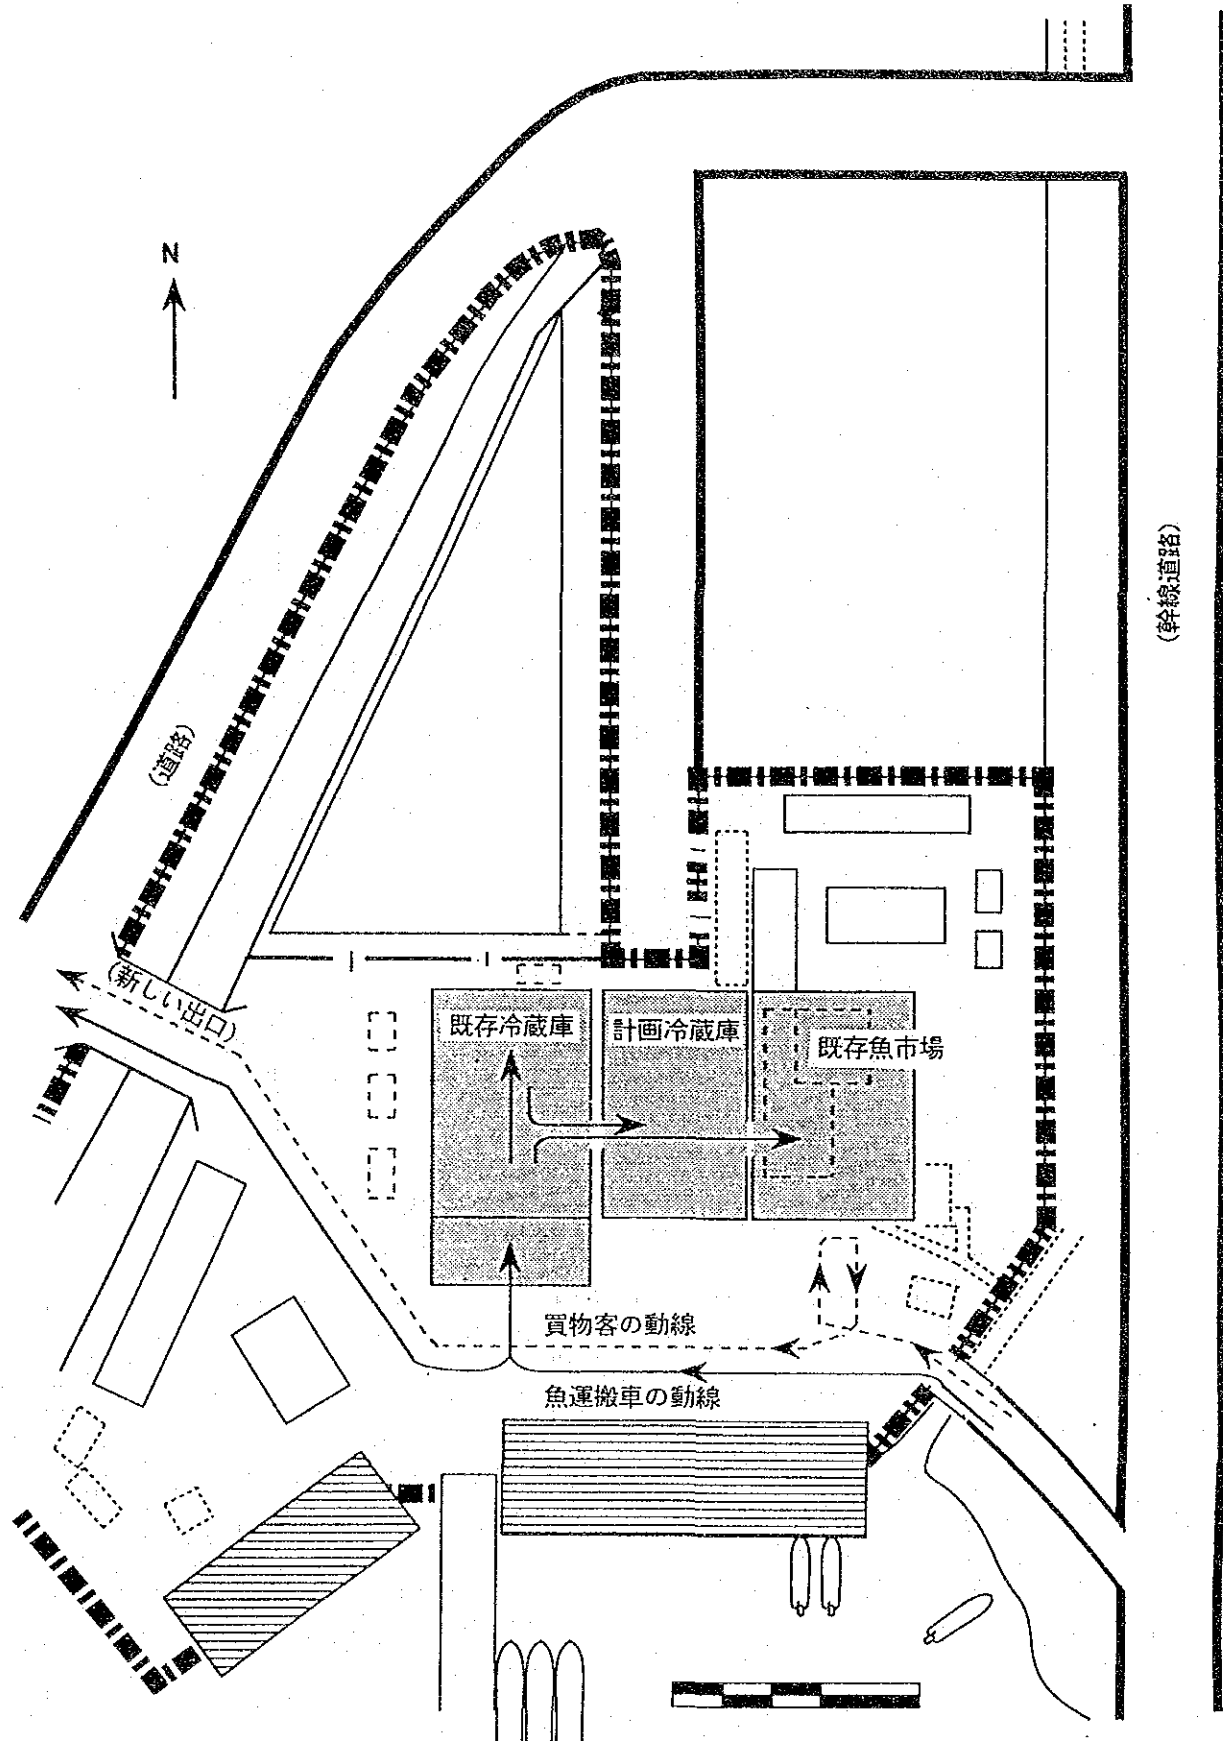 N
(幹線道路)
(道路)
(新しい出口)
既存冷蔵庫
計画冷蔵庫
既存魚市場
買物客の動線
魚運搬車の動線